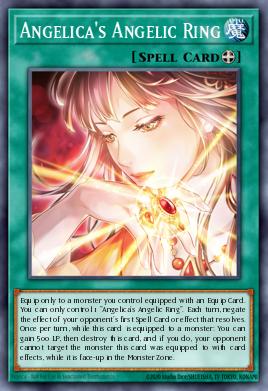 ANGELICA'S ANGELIC RING
魔
[SPELL CARD]
Equip only to a monster you control equipped with an Equip Card.
You can only control 1 "Angelica's Angelic Ring". Each turn, negate
the effect of your opponent's first Spell Card or effect that resolves.
Once per turn, while this card is equipped to a monster: You can
gain 500 LP, then destroy this card, and if you do, your opponent
cannot target the monster this card was equipped to with card
effects, while it is face-up in the Monster Zone.